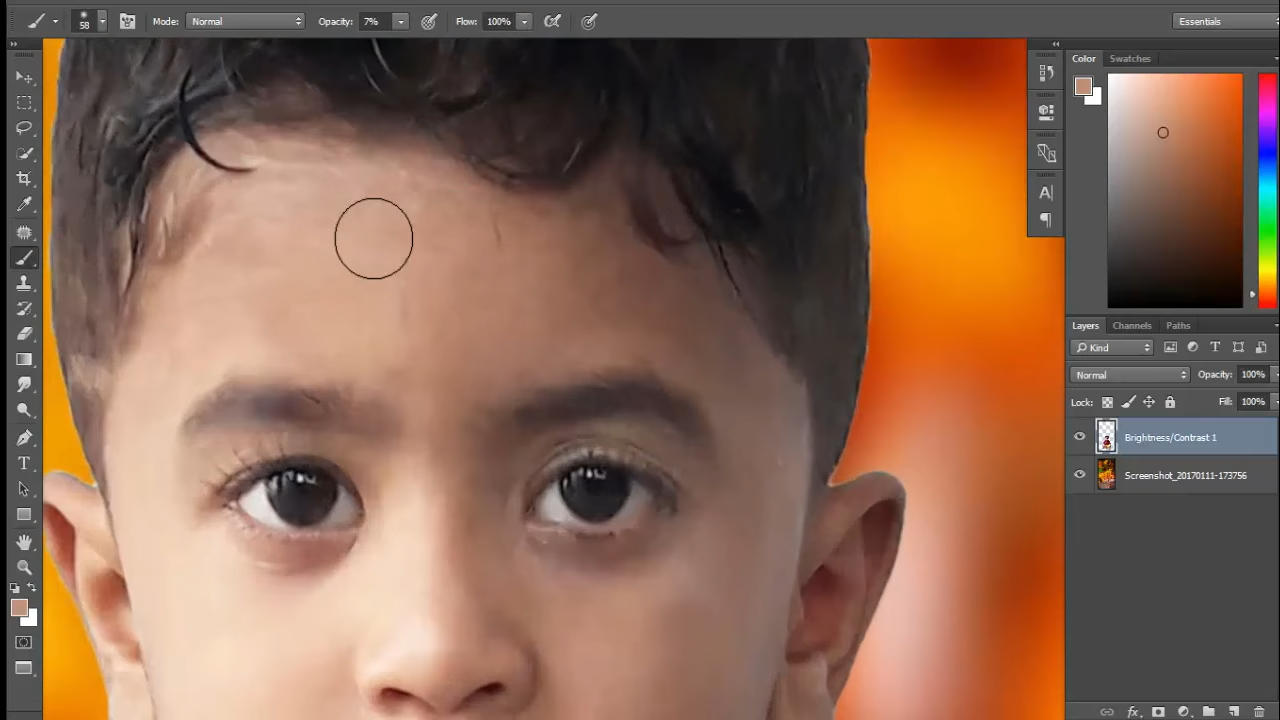 58 Mode: Normal Opacity: 7% Flow: 100% Essentials
Color Swatches
Layers Channels Paths
Kind T
Normal Opacity: 100%
Lock: Fill: 100%
Brightness/Contrast 1
Screenshot_20170111-173756
A
¶
T
fx